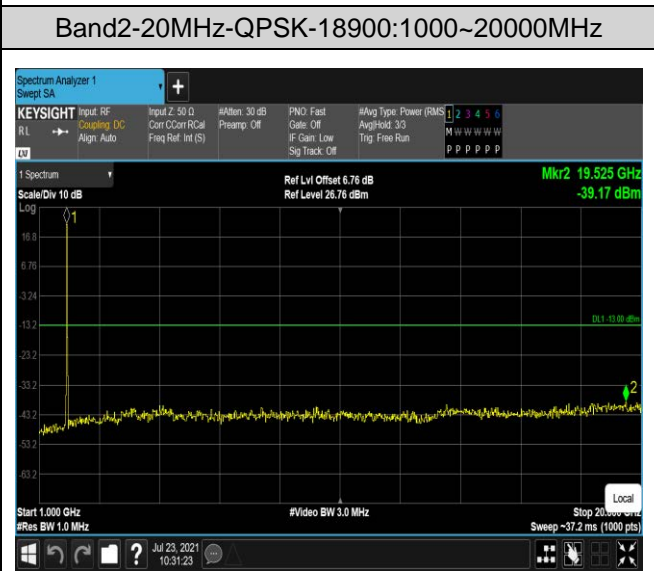 Band2-20MHz-QPSK-18900:1000~20000MHz
Spectrum Analyzer 1
Swept SA
+
KEYSIGHT
RL
LXI
Input: RF
Coupling: DC
Align: Auto
Input Z: 50 Ω
Corr CCorr RCal
Freq Ref: Int (S)
#Atten: 30 dB
Preamp: Off
PNO: Fast
Gate: Off
IF Gain: Low
Sig Track: Off
#Avg Type: Power (RMS
Avg|Hold: 3/3
Trig: Free Run
1 2 3 4 5 6
M W W W W W
P P P P P P
1 Spectrum
Scale/Div 10 dB
Log
Ref Lvl Offset 6.76 dB
Ref Level 26.76 dBm
Mkr2 19.525 GHz
-39.17 dBm
1
16.8
6.76
-3.24
-13.2
DL1 -13.00 dBm
-23.2
-33.2
2
-43.2
-53.2
-63.2
Local
Start 1.000 GHz
#Video BW 3.0 MHz
#Res BW 1.0 MHz
Sweep ~37.2 ms (1000 pts)
?
Jul 23, 2021
10:31:23